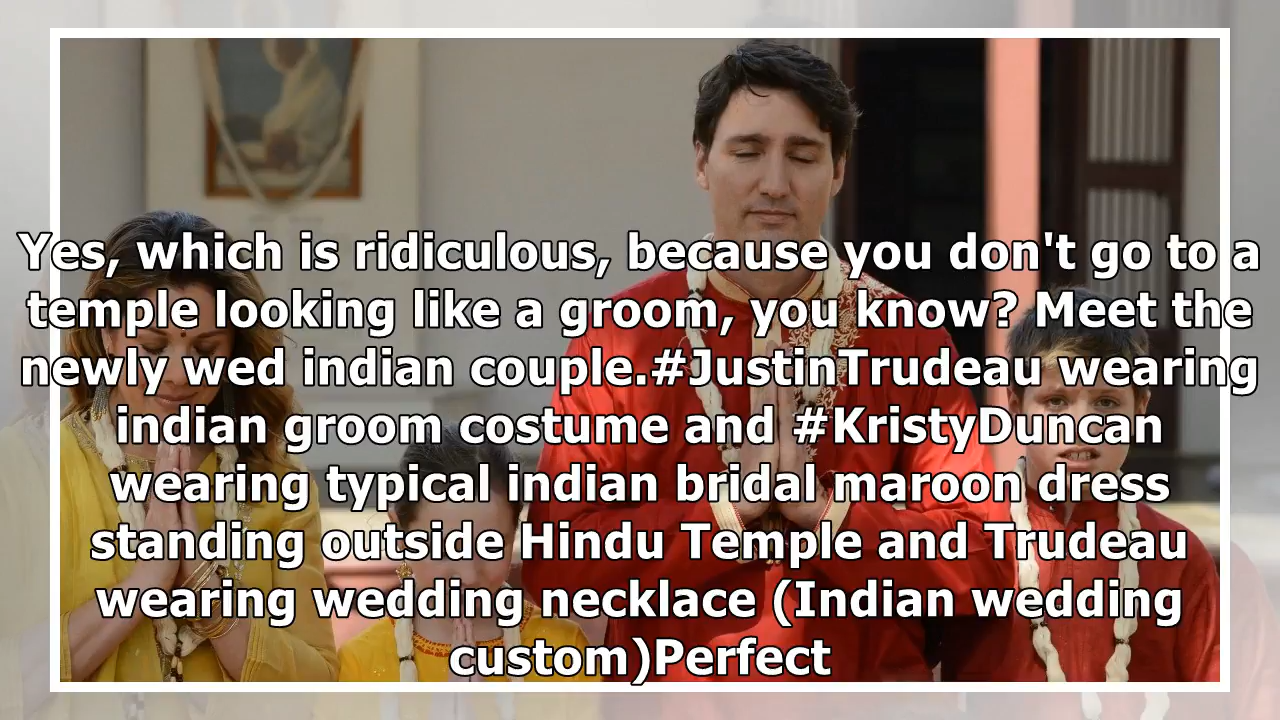 Yes, which is ridiculous, because you don't go to a
temple looking like a groom, you know? Meet the
newly wed indian couple.#JustinTrudeau wearing
indian groom costume and #KristyDuncan
wearing typical indian bridal maroon dress
standing outside Hindu Temple and Trudeau
wearing wedding necklace (Indian wedding
custom)Perfect